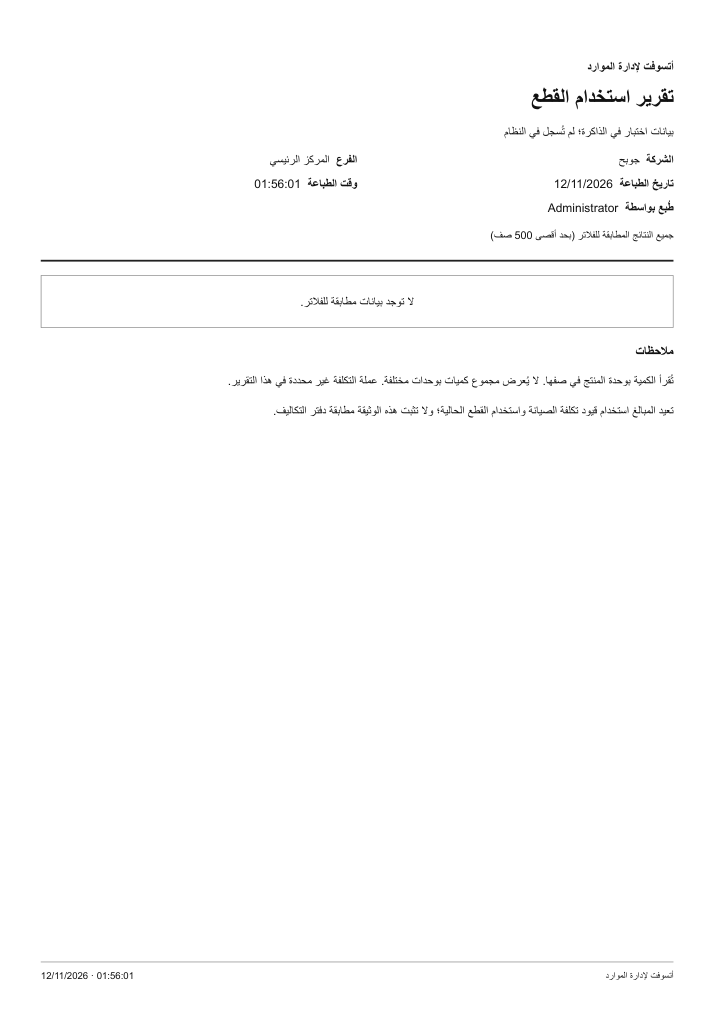 أتسوفت لإدارة الموارد
تقرير استخدام القطع
بيانات اختبار في الذاكرة؛ لم تُسجل في النظام
الشركة جوبح الفرع المركز الرئيسي
تاريخ الطباعة 12/11/2026 وقت الطباعة 01:56:01
طُبع بواسطة Administrator
جميع النتائج المطابقة للفلاتر (بحد أقصى 500 صف)
لا توجد بيانات مطابقة للفلاتر.
ملاحظات
تُقرأ الكمية بوحدة المنتج في صفها. لا يُعرض مجموع كميات بوحدات مختلفة. عملة التكلفة غير محددة في هذا التقرير.
تعيد المبالغ استخدام قيود تكلفة الصيانة واستخدام القطع الحالية؛ ولا تثبت هذه الوثيقة مطابقة دفتر التكاليف.
أتسوفت لإدارة الموارد 12/11/2026 · 01:56:01